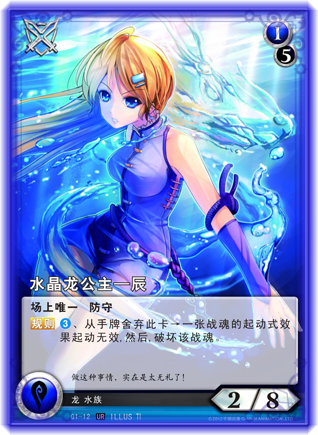 1
5
水晶龙公主—辰
场上唯一 防守
规则 3、从手牌舍弃此卡→一张战魂的起动式效
果起动无效.然后.破坏该战魂
做这种事情，实在是太无礼了！
龙 水族
2/8
G1-12 UR ILLUS TI